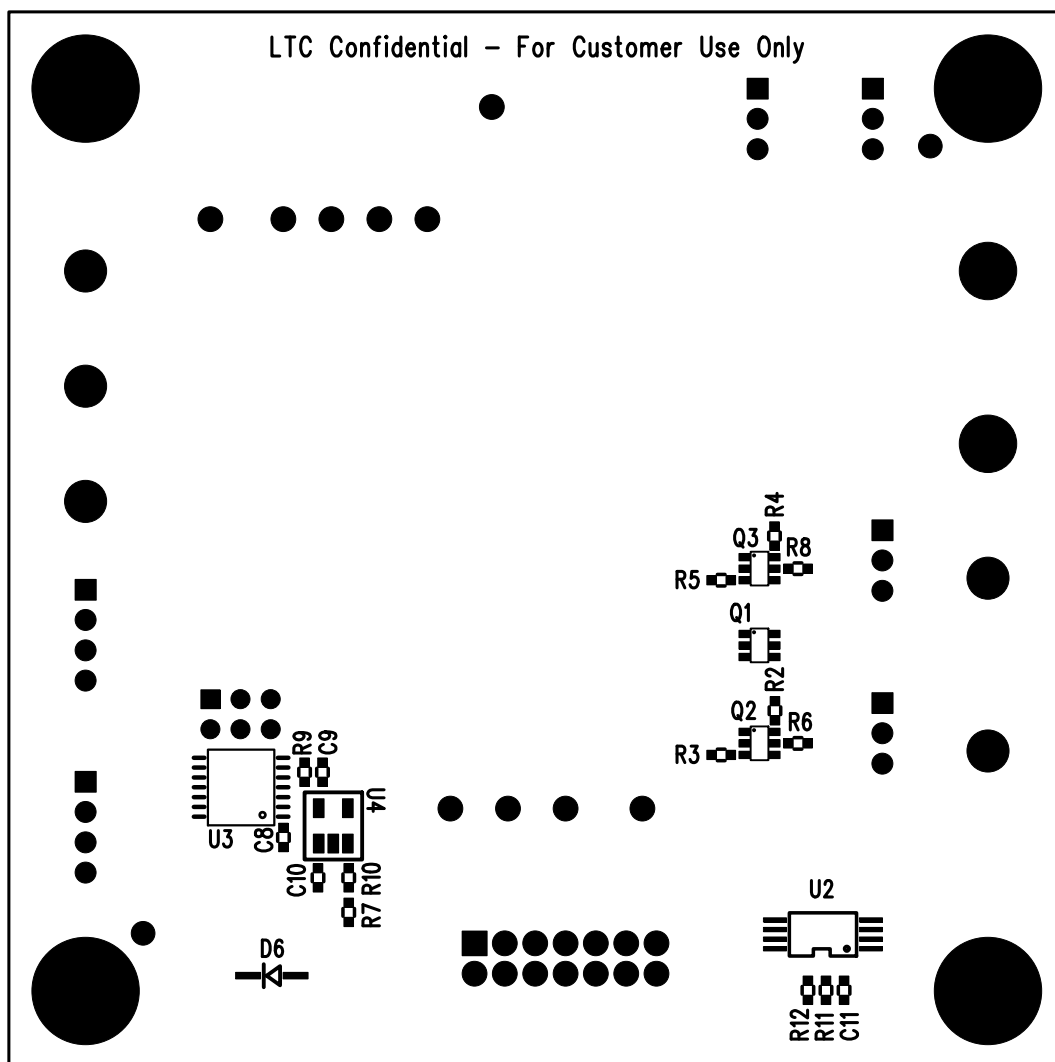 LTC Confidential - For Customer Use Only
R4
Q3
R8
R5
Q1
R2
Q2
R6
R3
R9
C9
U4
U3
C8
C10
R10
R7
U2
D6
R12
R11
C11